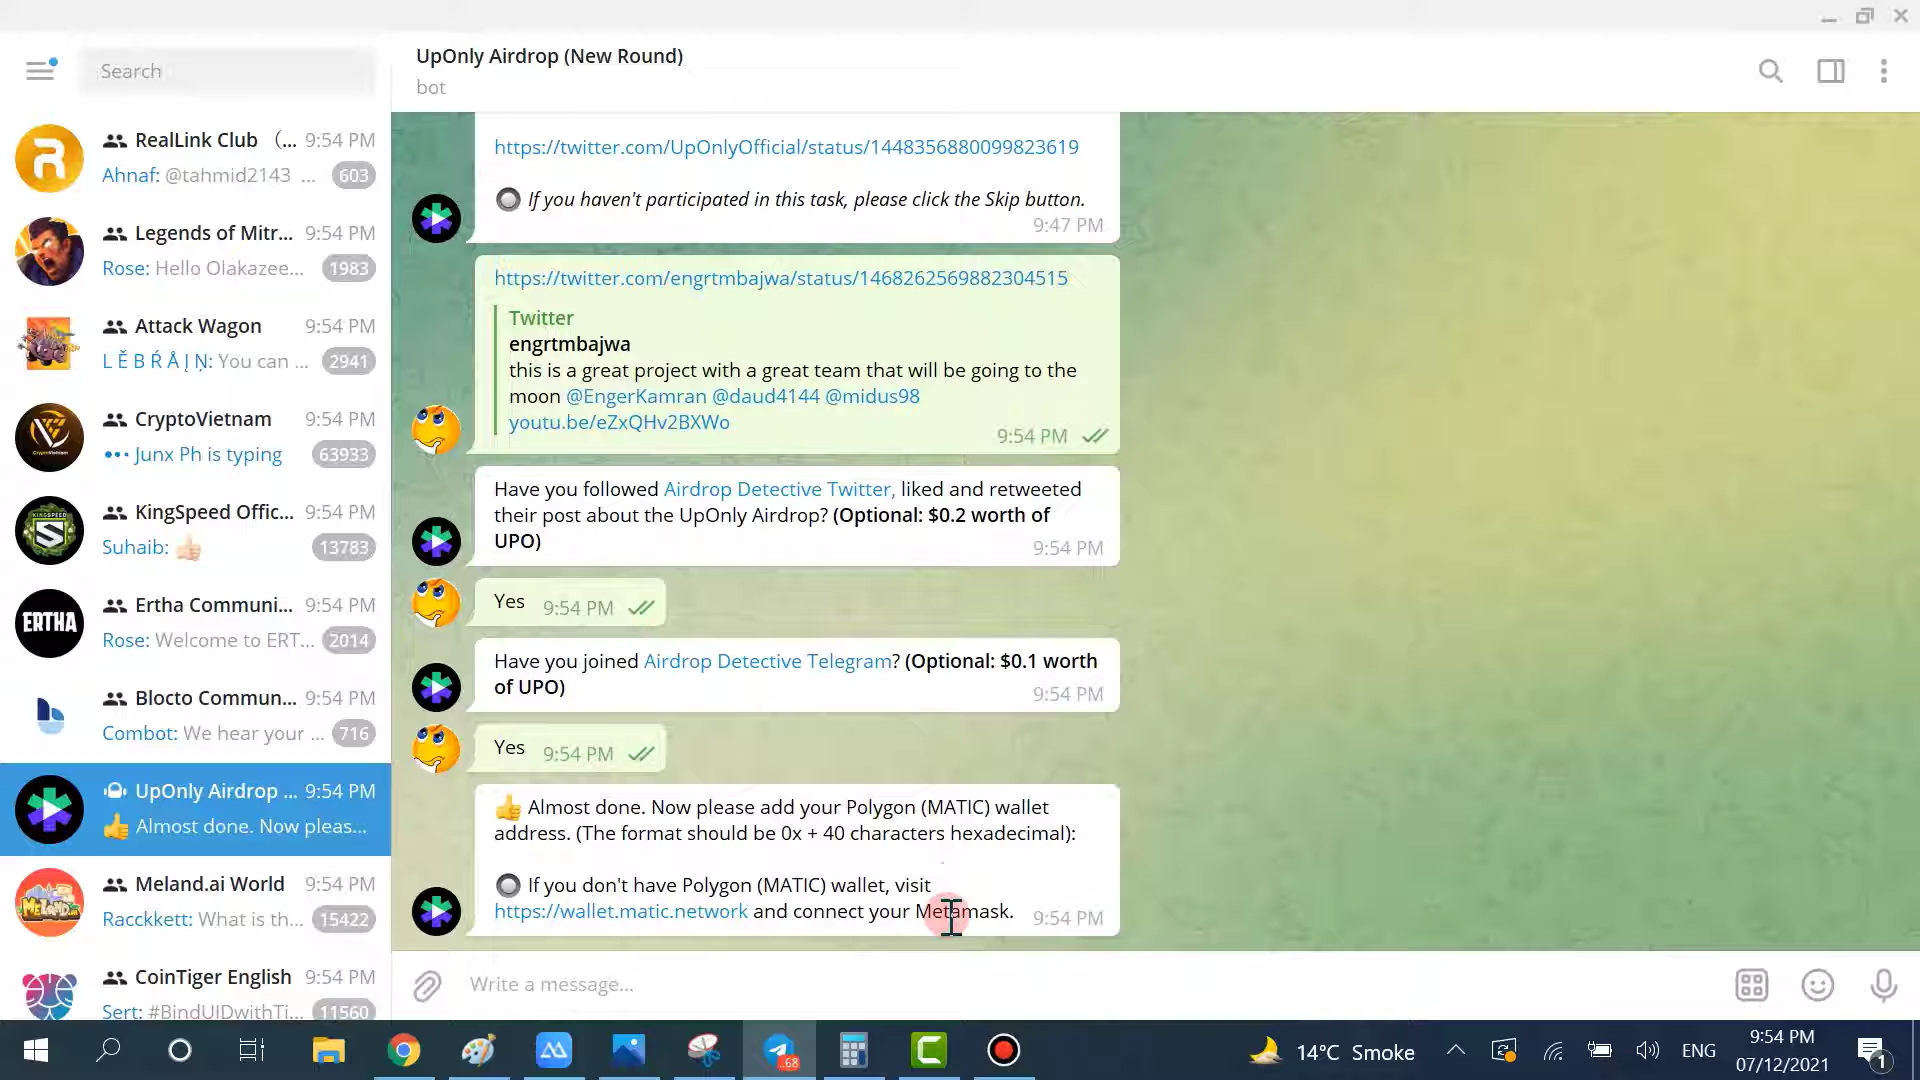 Search
RealLink Club (... 9:54 PM
Ahnaf: @tahmid2143 ... 603
Legends of Mitr... 9:54 PM
Rose: Hello Olakazee... 1983
Attack Wagon 9:54 PM
L Ě B Ŕ Å Į Ņ: You can ... 2941
CryptoVietnam 9:54 PM
Junx Ph is typing 63933
KingSpeed Offic... 9:54 PM
Suhaib: 👍🏻 13783
Ertha Communi... 9:54 PM
Rose: Welcome to ERT... 2014
Blocto Commun... 9:54 PM
Combot: We hear your ... 716
UpOnly Airdrop ... 9:54 PM
👍 Almost done. Now pleas...
Meland.ai World 9:54 PM
Racckkett: What is th... 15422
CoinTiger English 9:54 PM
Sert: #BindUIDwithTi... 11560
KINGSPEED
ERTHA
MELAND
UpOnly Airdrop (New Round)
bot
https://twitter.com/UpOnlyOfficial/status/1448356880099823619
If you haven't participated in this task, please click the Skip button.
9:47 PM
https://twitter.com/engrtmbajwa/status/1468262569882304515
Twitter
engrtmbajwa
this is a great project with a great team that will be going to the
moon @EngerKamran @daud4144 @midus98
youtu.be/eZxQHv2BXWo
9:54 PM
Have you followed Airdrop Detective Twitter, liked and retweeted
their post about the UpOnly Airdrop? (Optional: $0.2 worth of
UPO)
9:54 PM
Yes 9:54 PM
Have you joined Airdrop Detective Telegram? (Optional: $0.1 worth
of UPO)
9:54 PM
Yes 9:54 PM
👍 Almost done. Now please add your Polygon (MATIC) wallet
address. (The format should be 0x + 40 characters hexadecimal):
If you don't have Polygon (MATIC) wallet, visit
https://wallet.matic.network and connect your Metamask. 9:54 PM
Write a message...
..68
14°C Smoke
ENG
9:54 PM
07/12/2021
1